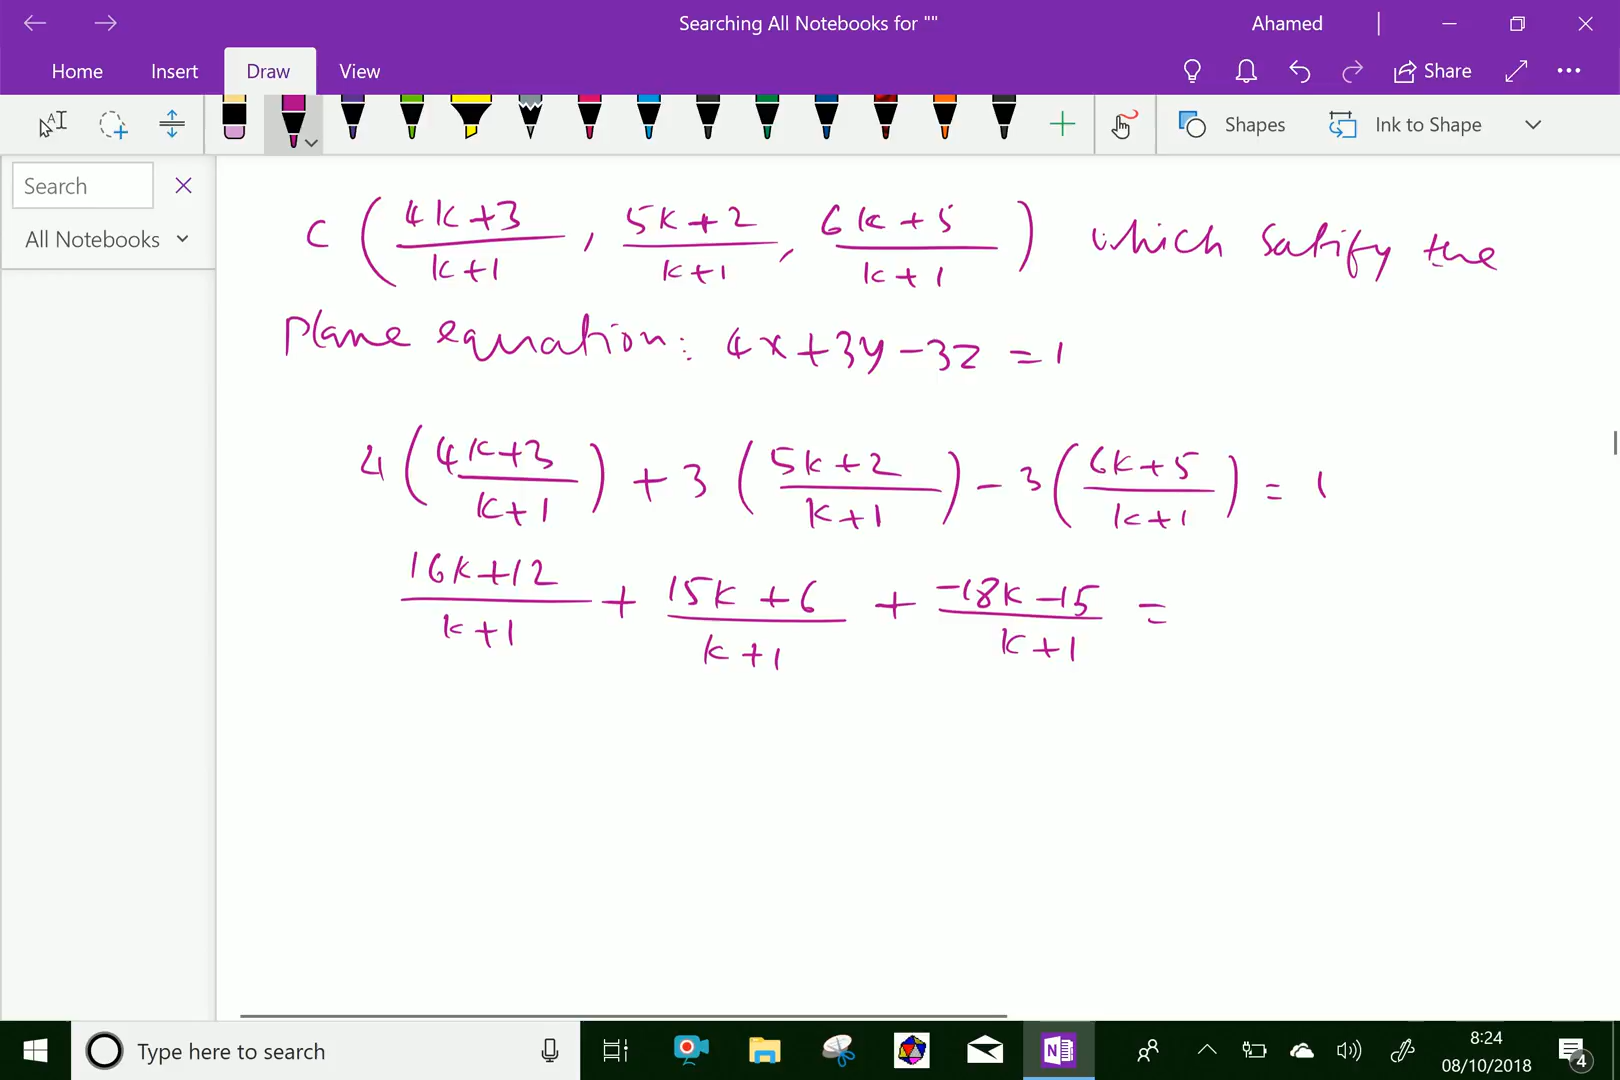 Searching All Notebooks for ""
Ahamed
Home Insert Draw View
Share
Shapes Ink to Shape
Search
All Notebooks
C ( (4k+3)/(k+1) , (5k+2)/(k+1) , (6k+5)/(k+1) ) which satify the
plane equation: 4x+3y-3z = 1
4 ( (4k+3)/(k+1) ) + 3 ( (5k+2)/(k+1) ) - 3 ( (6k+5)/(k+1) ) = 1
(16k+12)/(k+1) + (15k+6)/(k+1) + (-18k-15)/(k+1) =
Type here to search
8:24
08/10/2018
4